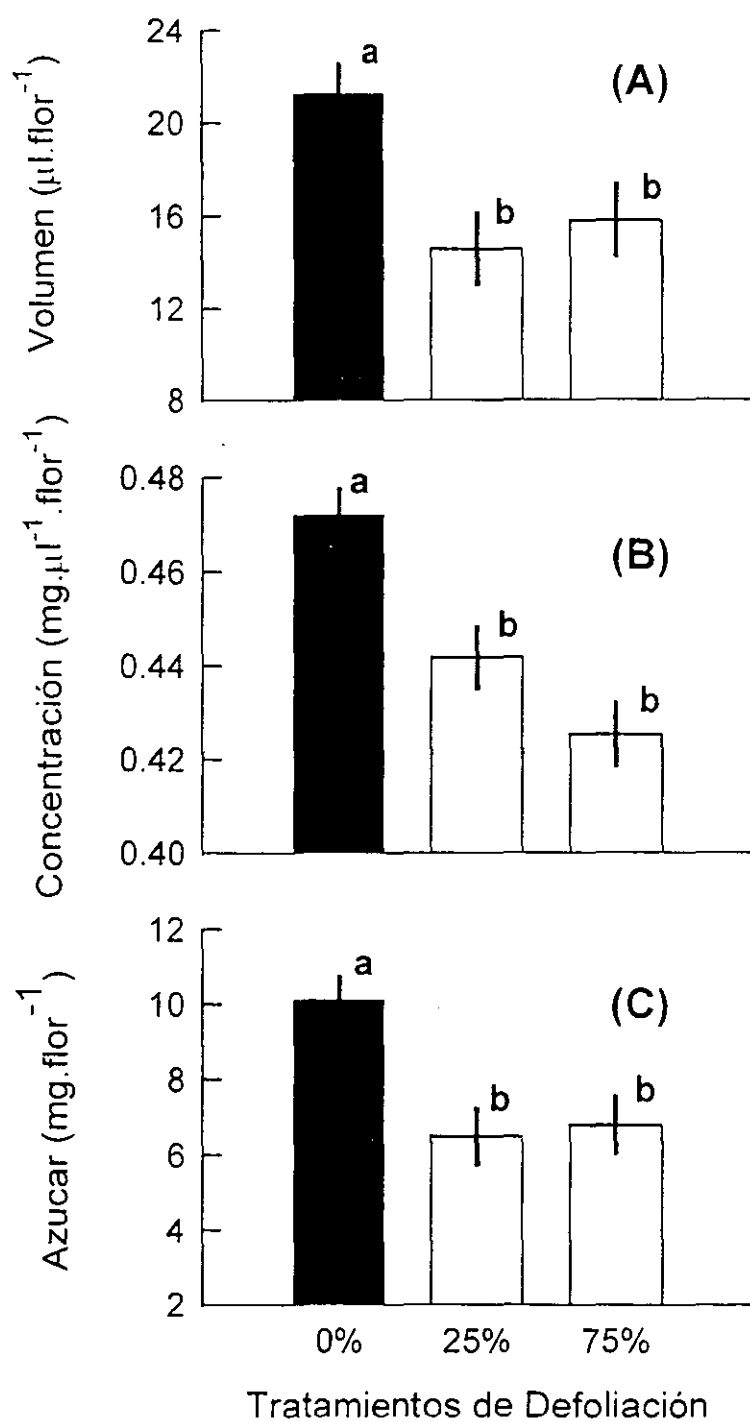 Volumen (µl.flor⁻¹)
24
20
16
12
8
a
b
b
(A)
Concentración (mg.µl⁻¹.flor⁻¹)
0.48
0.46
0.44
0.42
0.40
a
b
b
(B)
Azucar (mg.flor⁻¹)
12
10
8
6
4
2
a
b
b
(C)
0% 25% 75%
Tratamientos de Defoliación